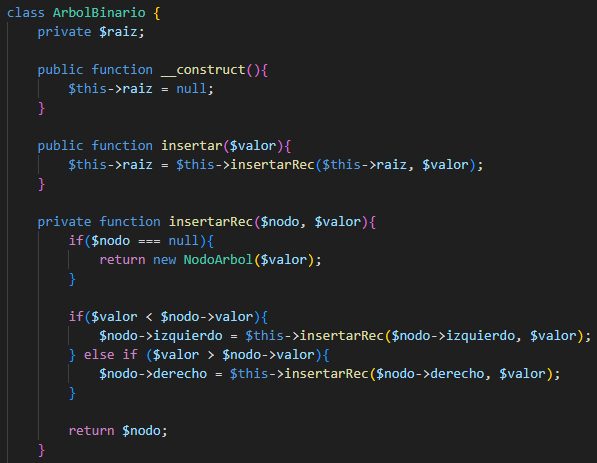 class ArbolBinario {
    private $raiz;

    public function __construct(){
        $this->raiz = null;
    }

    public function insertar($valor){
        $this->raiz = $this->insertarRec($this->raiz, $valor);
    }

    private function insertarRec($nodo, $valor){
        if($nodo === null){
            return new NodoArbol($valor);
        }

        if($valor < $nodo->valor){
            $nodo->izquierdo = $this->insertarRec($nodo->izquierdo, $valor);
        } else if ($valor > $nodo->valor){
            $nodo->derecho = $this->insertarRec($nodo->derecho, $valor);
        }

        return $nodo;
    }